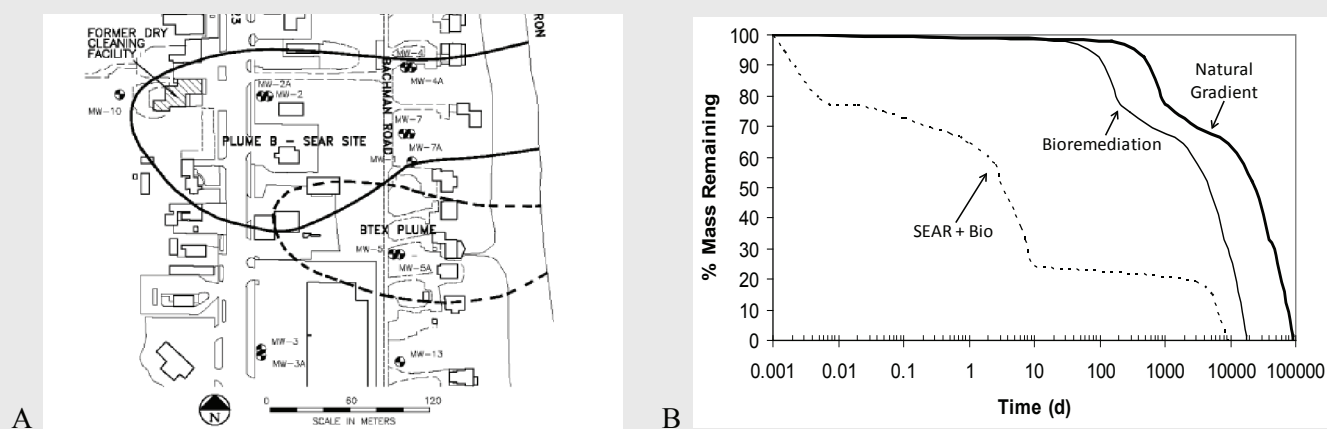 FORMER DRY
CLEANING
FACILITY
MW-10
MW-2A
MW-2
MW-4
MW-4A
BACHMAN ROAD
MW-7
MW-7A
MW-1
PLUME B - SEAR SITE
BTEX PLUME
MW-5
MW-5A
MW-3
MW-3A
MW-13
N
0 60 120
SCALE IN METERS
A
100
90
80
70
60
50
40
30
20
10
0
% Mass Remaining
Natural
Gradient
Bioremediation
SEAR + Bio
0.001 0.01 0.1 1 10 100 1000 10000 100000
Time (d)
B